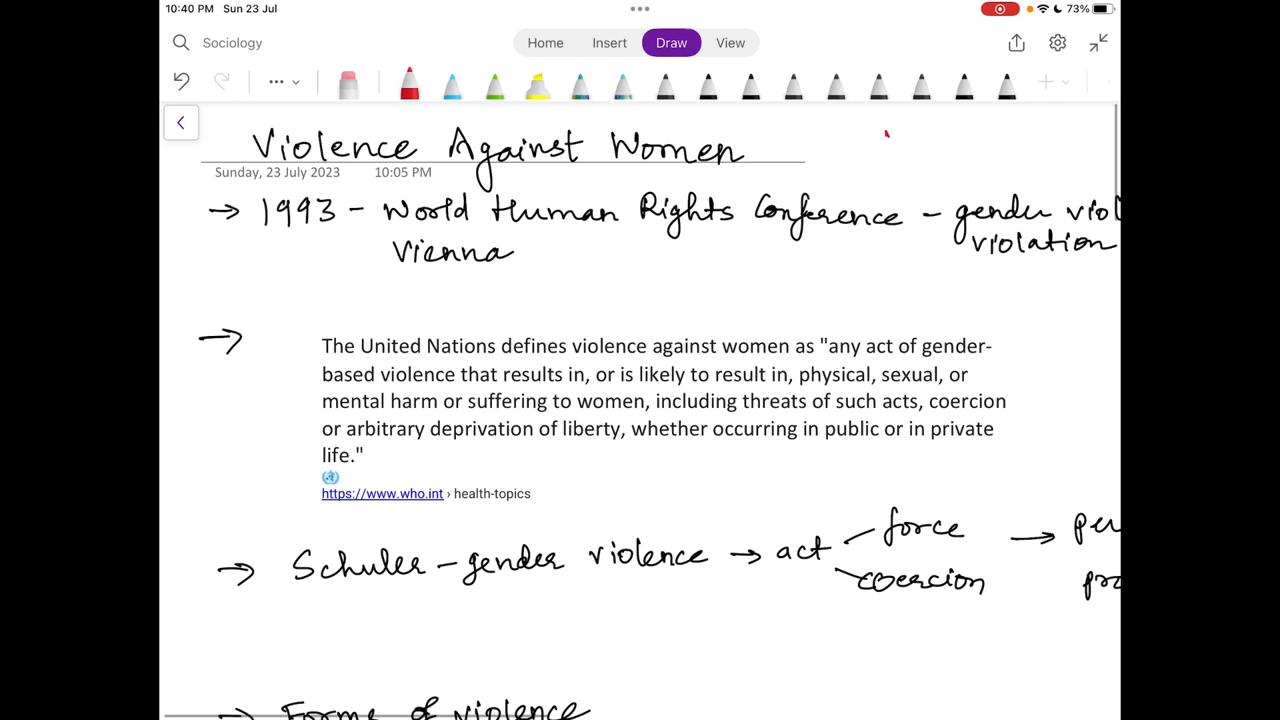 10:40 PM Sun 23 Jul
73%
Sociology
Home Insert Draw View
Violence Against Women
Sunday, 23 July 2023 10:05 PM
→ 1993 - World Human Rights Conference - gender viol
Vienna violation
→
The United Nations defines violence against women as "any act of gender-
based violence that results in, or is likely to result in, physical, sexual, or
mental harm or suffering to women, including threats of such acts, coercion
or arbitrary deprivation of liberty, whether occurring in public or in private
life."
https://www.who.int › health-topics
→ Schuler - gender violence → act force → per
coercion pro
→ Forms of violence